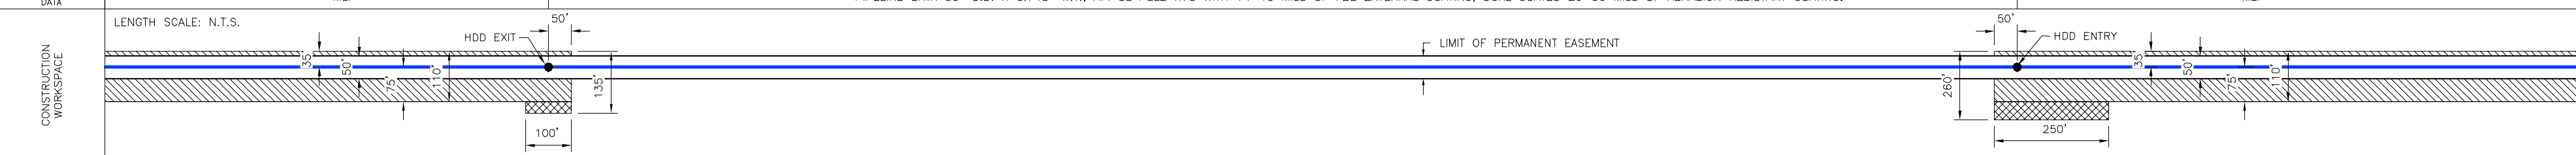 DATA
LENGTH SCALE: N.T.S.
CONSTRUCTION
WORKSPACE
35'
50'
75'
110'
HDD EXIT
50'
135'
100'
LIMIT OF PERMANENT EASEMENT
50'
HDD ENTRY
260'
250'
35'
50'
75'
110'